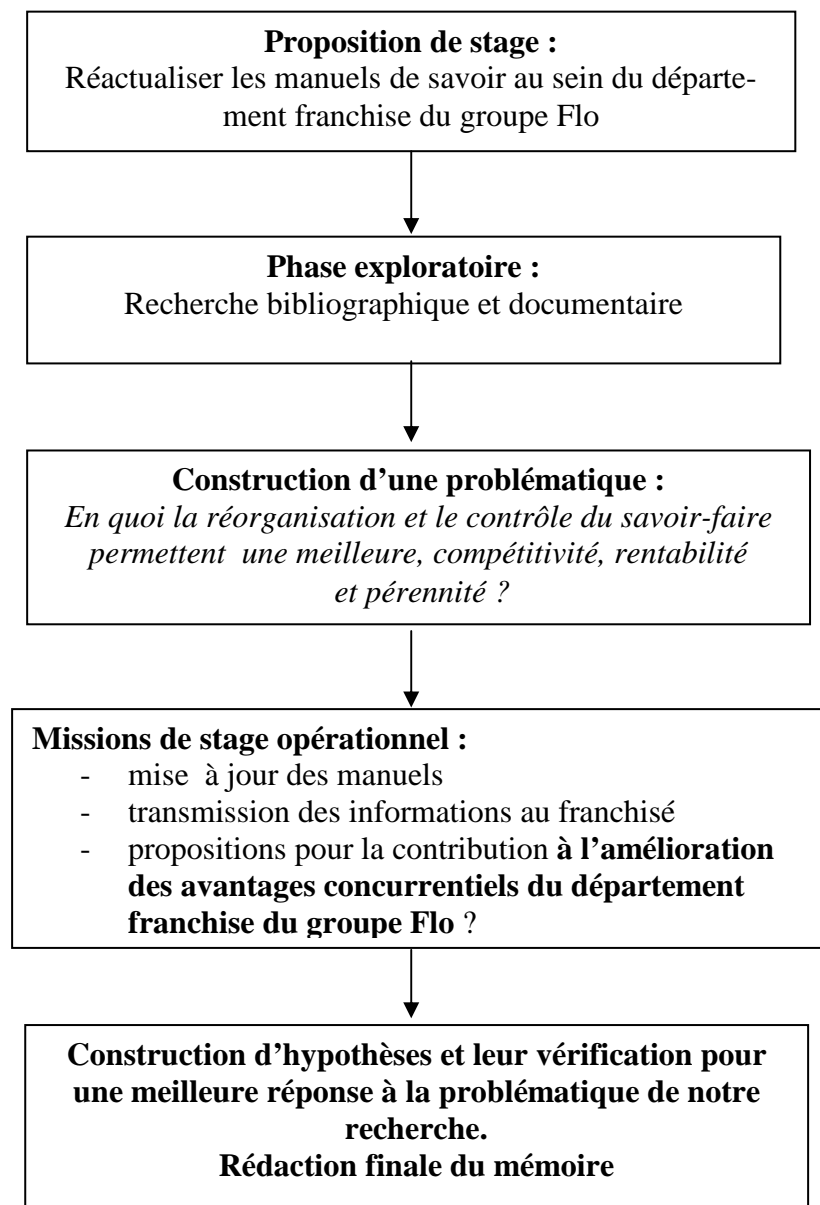 Proposition de stage :
Réactualiser les manuels de savoir au sein du départe-
ment franchise du groupe Flo
Phase exploratoire :
Recherche bibliographique et documentaire
Construction d’une problématique :
En quoi la réorganisation et le contrôle du savoir-faire
permettent une meilleure, compétitivité, rentabilité
et pérennité ?
Missions de stage opérationnel :
- mise à jour des manuels
- transmission des informations au franchisé
- propositions pour la contribution à l’amélioration
des avantages concurrentiels du département
franchise du groupe Flo ?
Construction d’hypothèses et leur vérification pour
une meilleure réponse à la problématique de notre
recherche.
Rédaction finale du mémoire